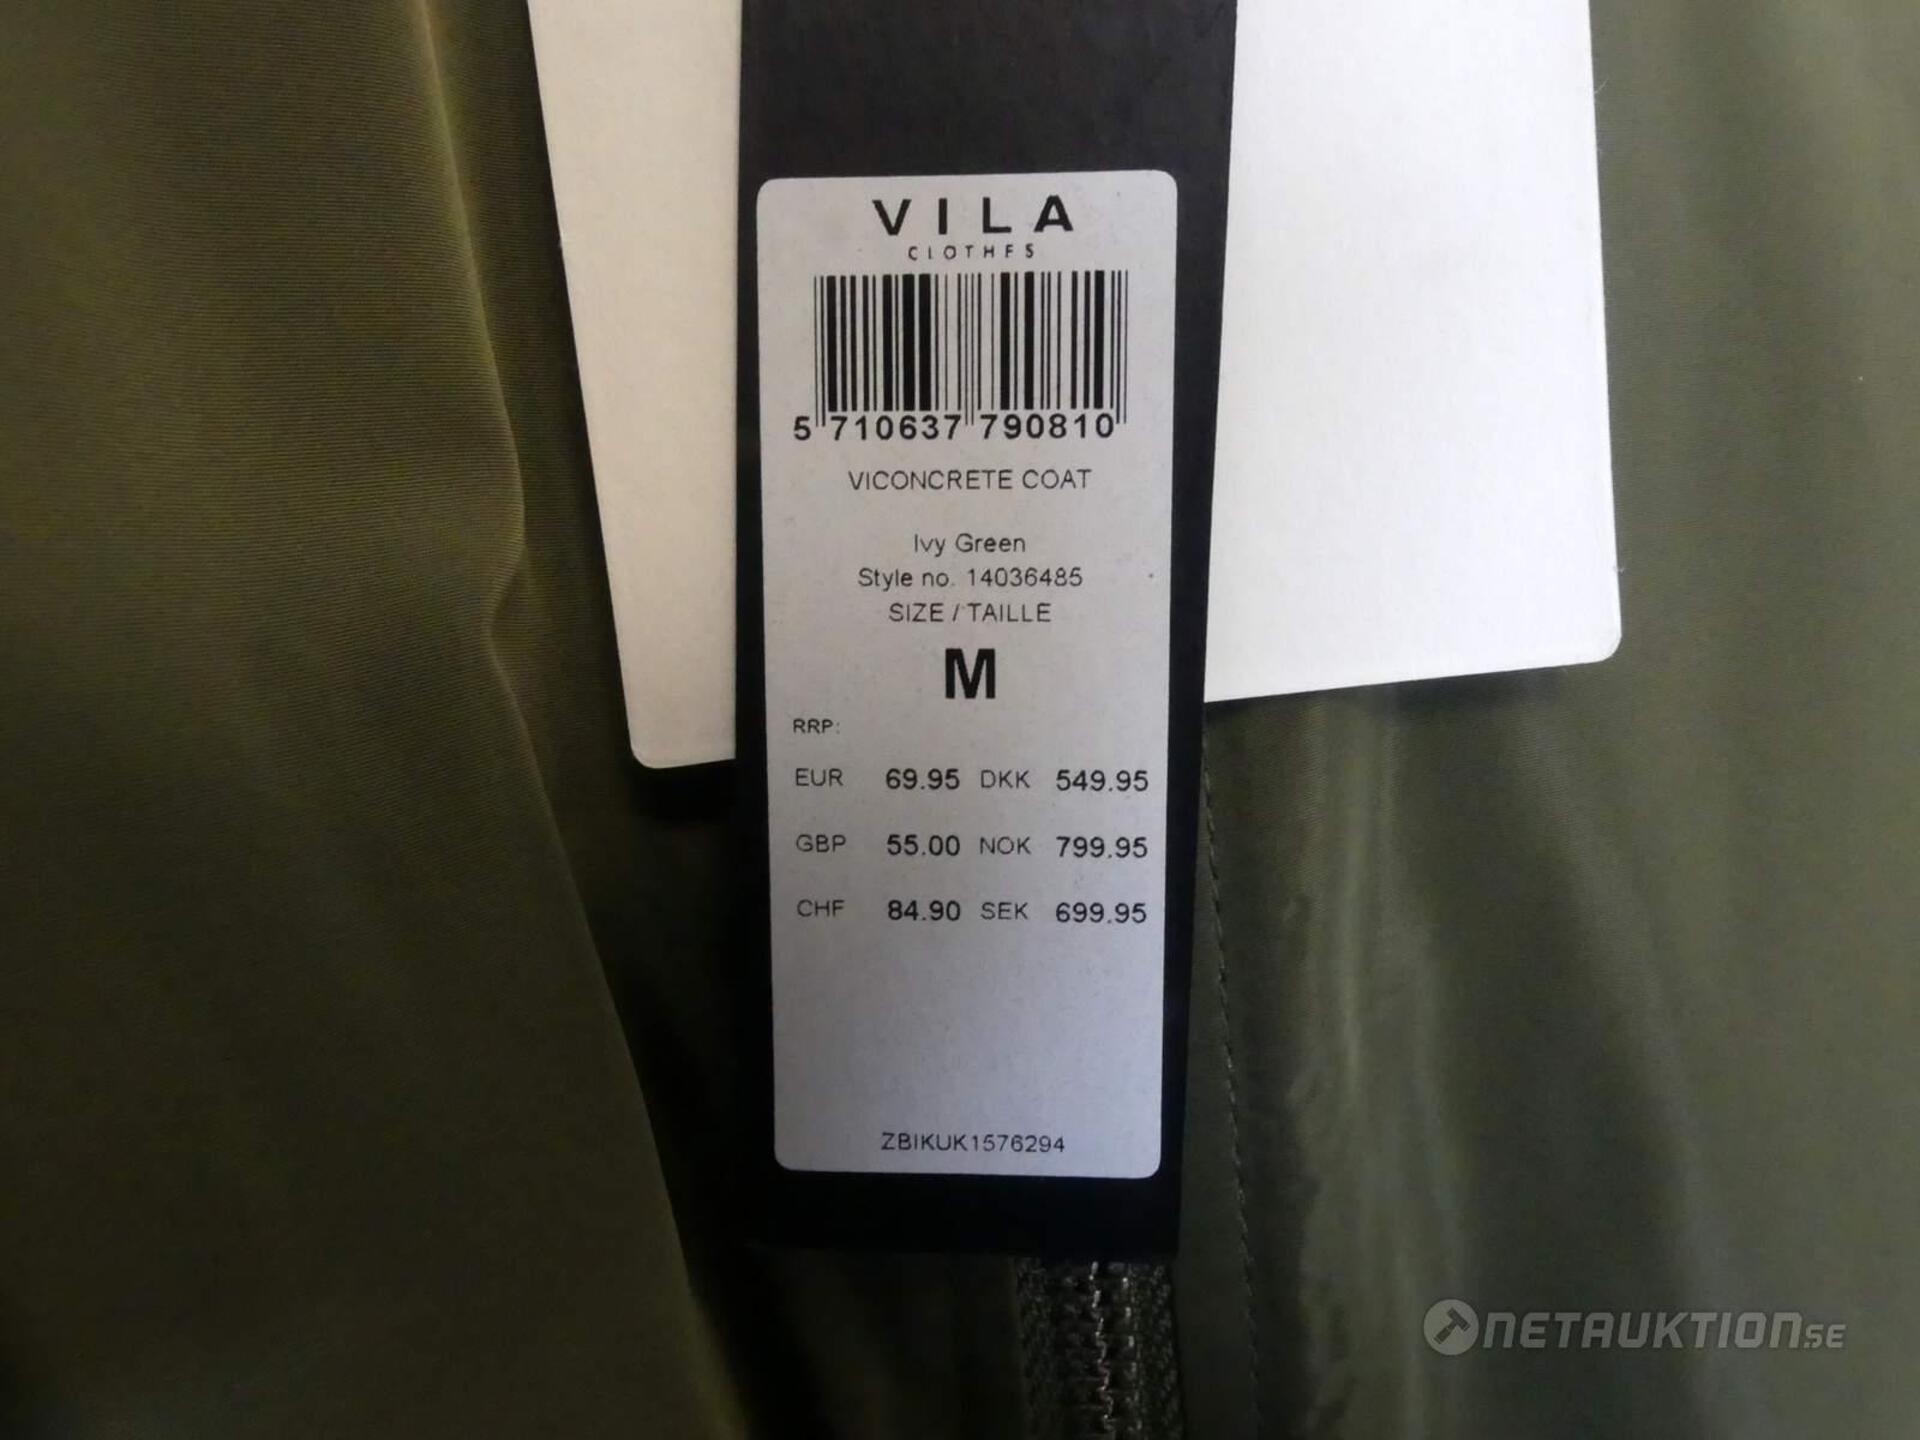 VILA
CLOTHES
5 710637 790810
VICONCRETE COAT
Ivy Green
Style no. 14036485
SIZE / TAILLE
M
RRP:
EUR 69.95 DKK 549.95
GBP 55.00 NOK 799.95
CHF 84.90 SEK 699.95
ZBIKUK1576294
NETAUKTION.SE